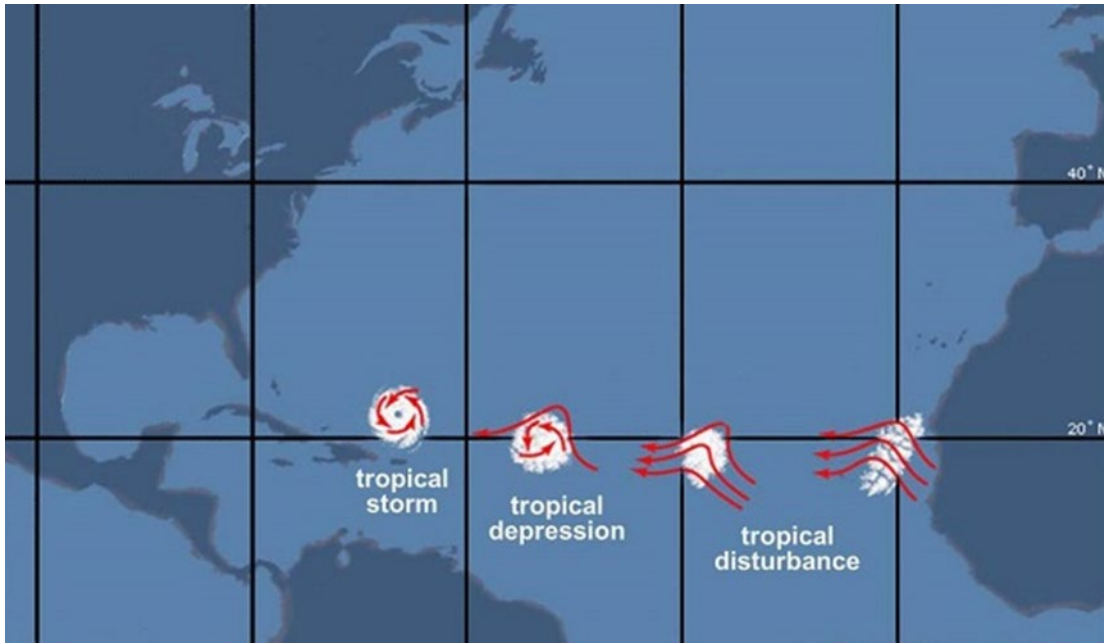 40° N
20° N
tropical
storm
tropical
depression
tropical
disturbance